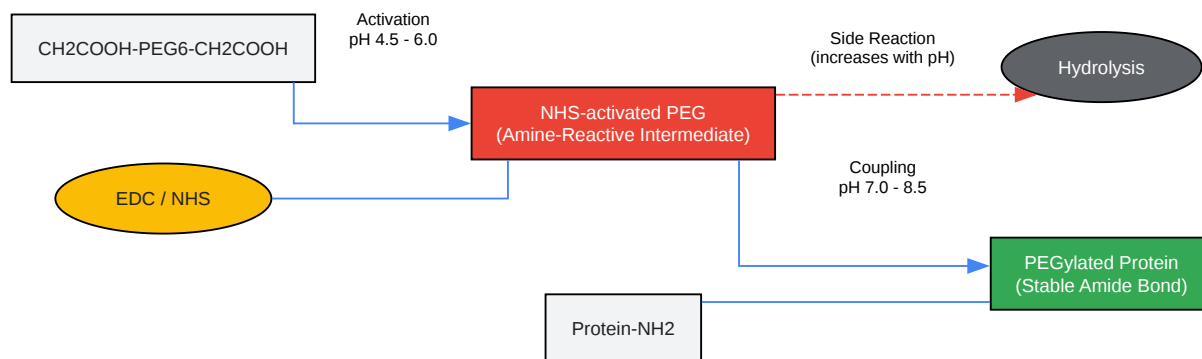 CH2COOH-PEG6-CH2COOH
Activation
pH 4.5 - 6.0
Side Reaction
(increases with pH)
Hydrolysis
NHS-activated PEG
(Amine-Reactive Intermediate)
EDC / NHS
Coupling
pH 7.0 - 8.5
PEGylated Protein
(Stable Amide Bond)
Protein-NH2